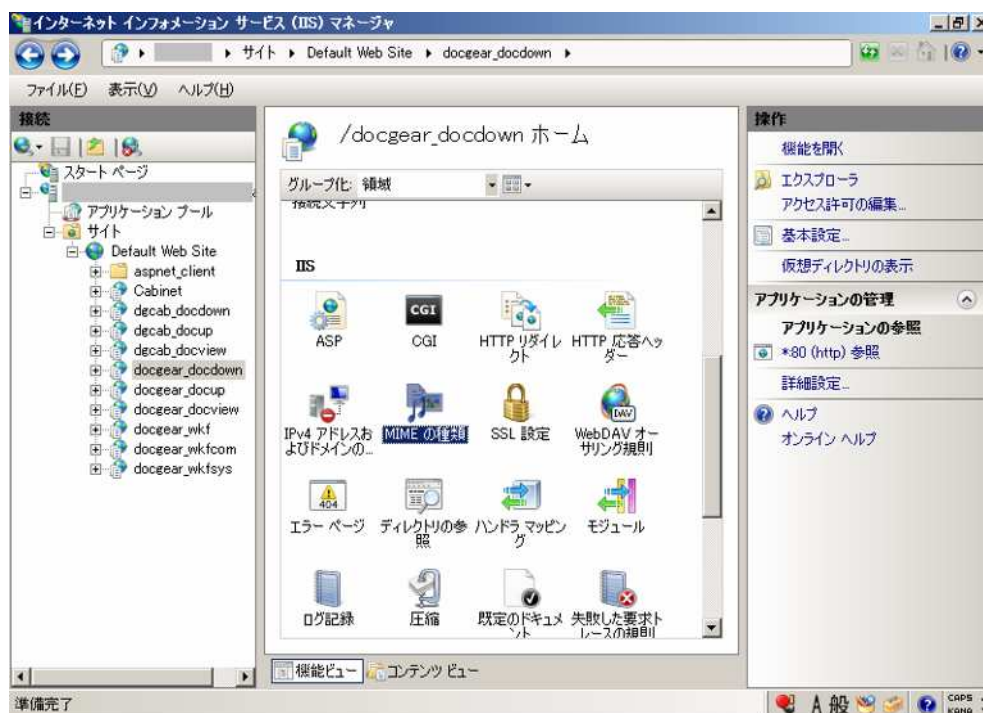 インターネット インフォメーション サービス (IIS) マネージャ
サイト
Default Web Site
docgear_docdown
ファイル(F) 表示(V) ヘルプ(H)
接続
スタート ページ
アプリケーション プール
サイト
Default Web Site
aspnet_client
Cabinet
dgcab_docdown
dgcab_docup
dgcab_docview
docgear_docdown
docgear_docup
docgear_docview
docgear_wkf
docgear_wkfcom
docgear_wkfsys
/docgear_docdown ホーム
グループ化: 領域
接続文字列
IIS
ASP
CGI
CGI
HTTP リダイレ
クト
HTTP 応答ヘッ
ダー
IPv4 アドレスお
よびドメインの...
MIME の種類
SSL 設定
DAV
WebDAV オー
サリング規則
404
エラー ページ
ディレクトリの参
照
ハンドラ マッピン
グ
モジュール
ログ記録
圧縮
既定のドキュメ
ント
失敗した要求ト
レースの規則
機能ビュー
コンテンツ ビュー
操作
機能を開く
エクスプローラ
アクセス許可の編集...
基本設定...
仮想ディレクトリの表示
アプリケーションの管理
アプリケーションの参照
*:80 (http) 参照
詳細設定...
ヘルプ
オンライン ヘルプ
準備完了
A 般
CAPS
KANA